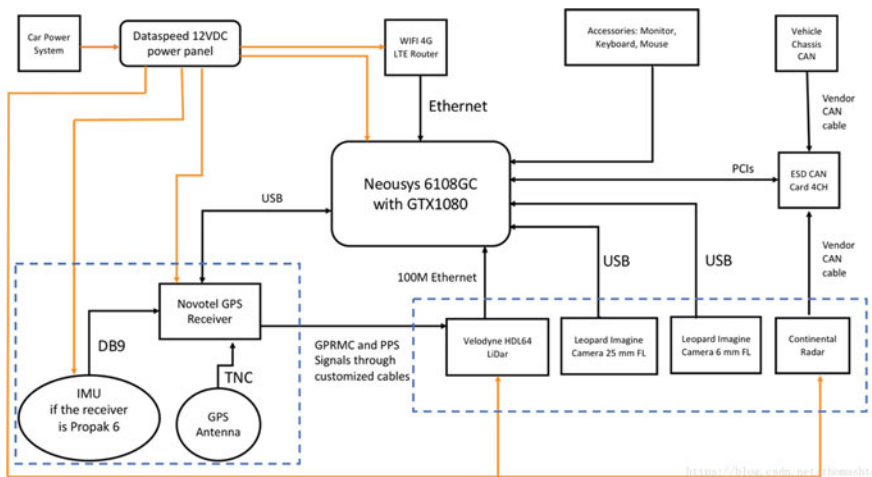 Car Power
System
Dataspeed 12VDC
power panel
WIFI 4G
LTE Router
Accessories: Monitor,
Keyboard, Mouse
Vehicle
Chassis
CAN
Ethernet
Vendor
CAN
cable
Neousys 6108GC
with GTX1080
PCIs
ESD CAN
Card 4CH
USB
USB
USB
Vendor
CAN
cable
100M Ethernet
Novotel GPS
Receiver
DB9
GPRMC and PPS
Signals through
customized cables
Velodyne HDL64
LiDar
Leopard Imagine
Camera 25 mm FL
Leopard Imagine
Camera 6 mm FL
Continental
Radar
TNC
IMU
if the receiver
is Propak 6
GPS
Antenna